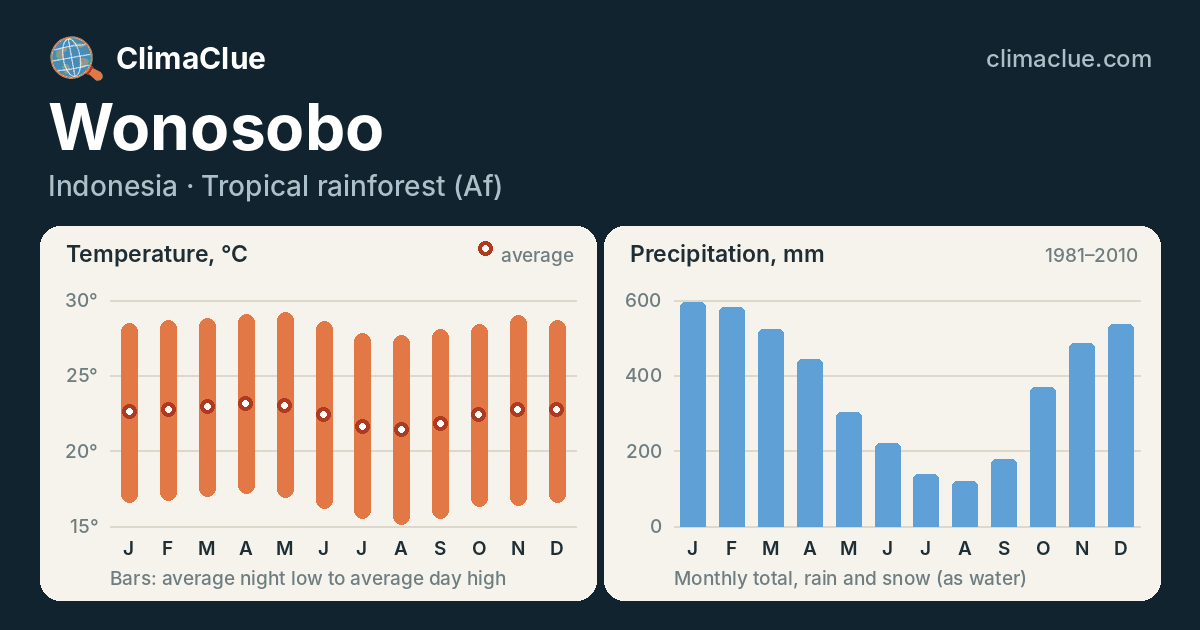 ClimaClue
climaclue.com
Wonosobo
Indonesia · Tropical rainforest (Af)
Temperature, °C
average
30°
25°
20°
15°
J F M A M J J A S O N D
Bars: average night low to average day high
Precipitation, mm
1981–2010
600
400
200
0
J F M A M J J A S O N D
Monthly total, rain and snow (as water)